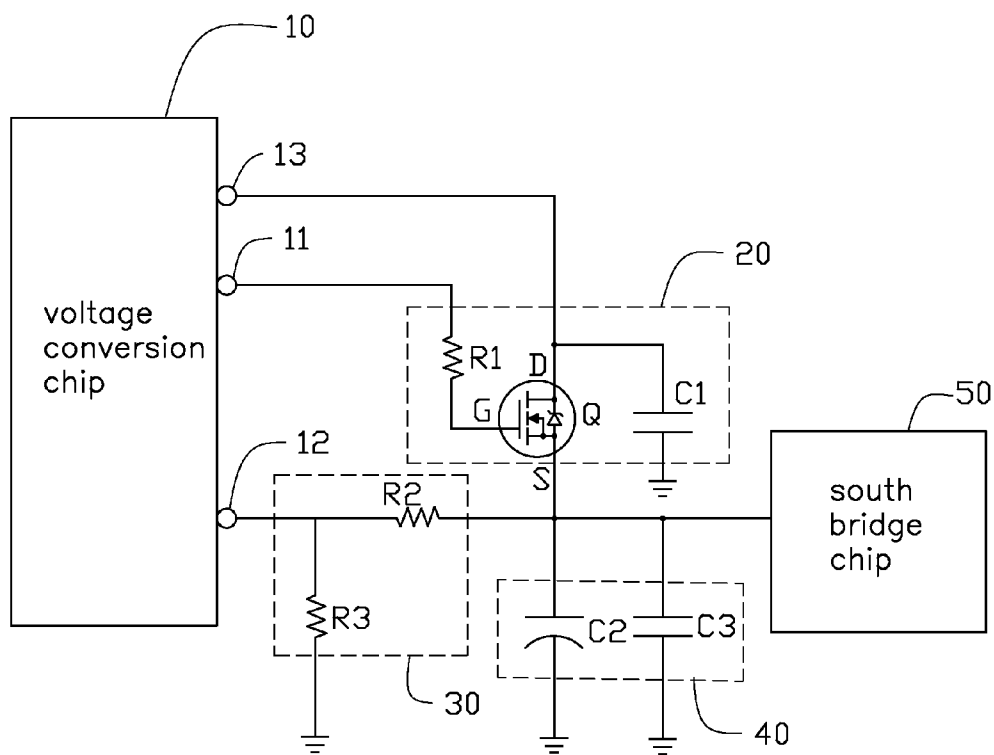 10
13
11
20
voltage
conversion
chip
R1
D
G
Q
C1
50
12
S
R2
south
bridge
chip
R3
C2
C3
30
40